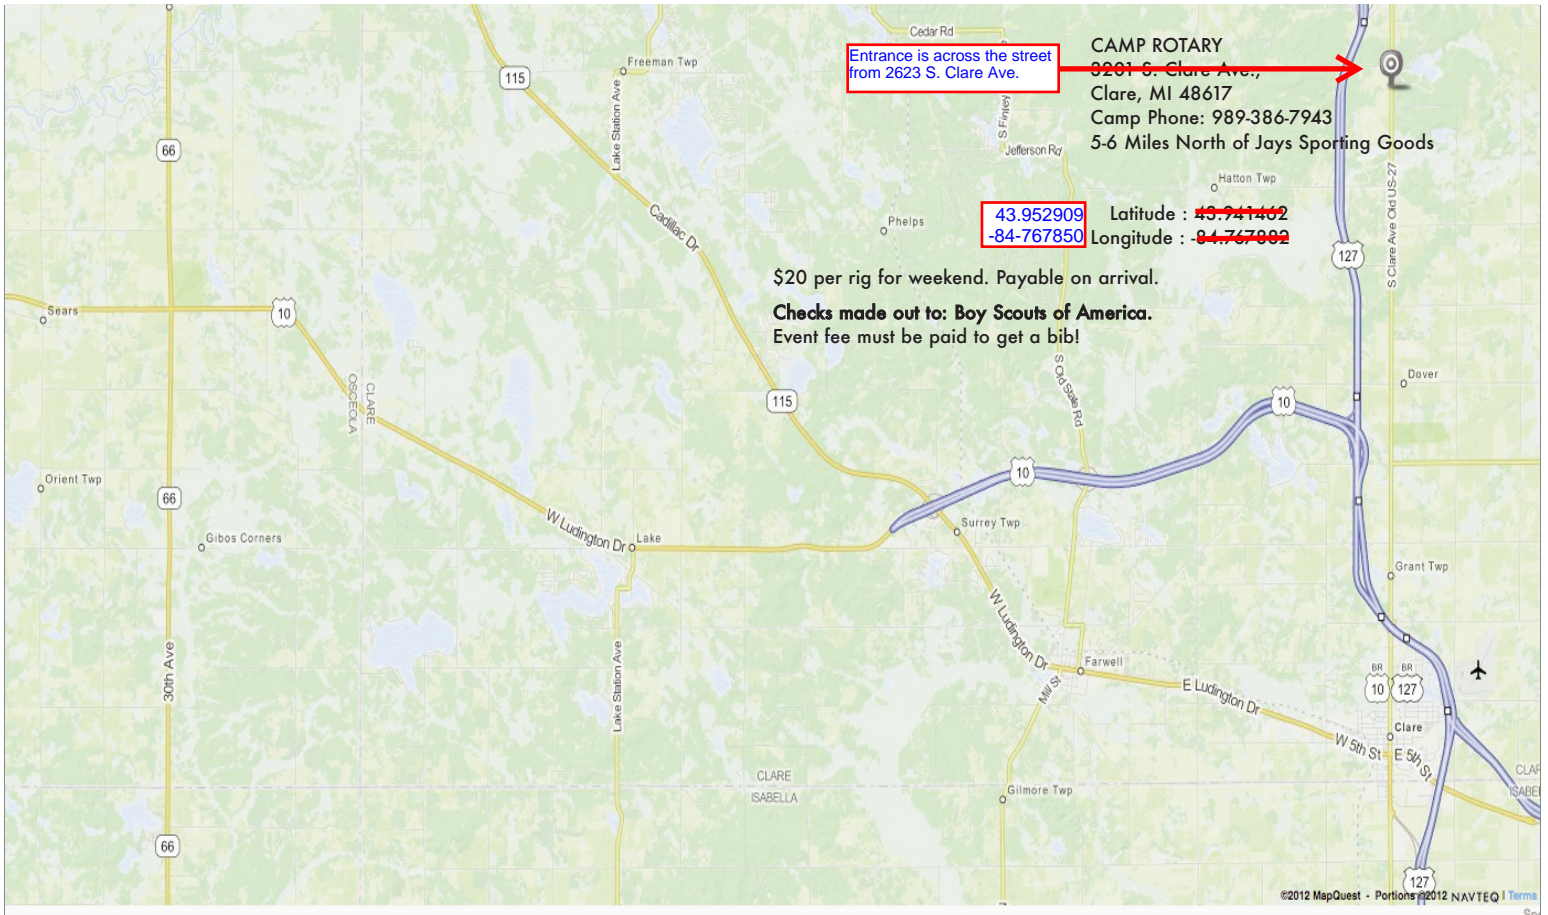 Cedar Rd
Entrance is across the street
from 2623 S. Clare Ave.
CAMP ROTARY
3201 S. Clare Ave.,
Clare, MI 48617
Camp Phone: 989-386-7943
5-6 Miles North of Jays Sporting Goods
Freeman Twp
115
Lake Station Ave
S Finley
Jefferson Rd
66
Hatton Twp
S Clare Ave Old US-27
43.952909
-84-767850
Latitude : 43.941462
Longitude : -84.767882
Phelps
Cadillac Dr
127
$20 per rig for weekend. Payable on arrival.
Checks made out to: Boy Scouts of America.
Event fee must be paid to get a bib!
Sears
10
CLARE
OSCEOLA
S Old State Rd
Dover
115
10
10
Orient Twp
66
W Ludington Dr
Lake
Surrey Twp
Gibos Corners
Grant Twp
W Ludington Dr
30th Ave
Lake Station Ave
Farwell
Mill St
E Ludington Dr
BR
10
BR
127
Clare
W 5th St
E 5th St
CLARE
ISABELLA
Gilmore Twp
CLAR
ISABEL
66
127
©2012 MapQuest - Portions ©2012 NAVTEQ | Terms